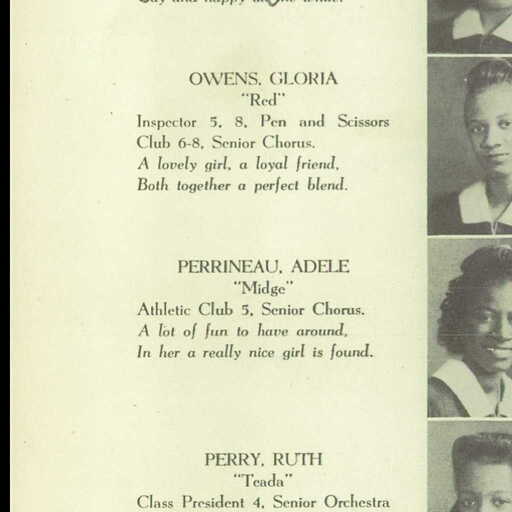 OWENS, GLORIA
"Red"
Inspector 5, 8, Pen and Scissors
Club 6-8, Senior Chorus.
A lovely girl, a loyal friend,
Both together a perfect blend.
PERRINEAU, ADELE
"Midge"
Athletic Club 5, Senior Chorus.
A lot of fun to have around,
In her a really nice girl is found.
PERRY, RUTH
"Teada"
Class President 4, Senior Orchestra